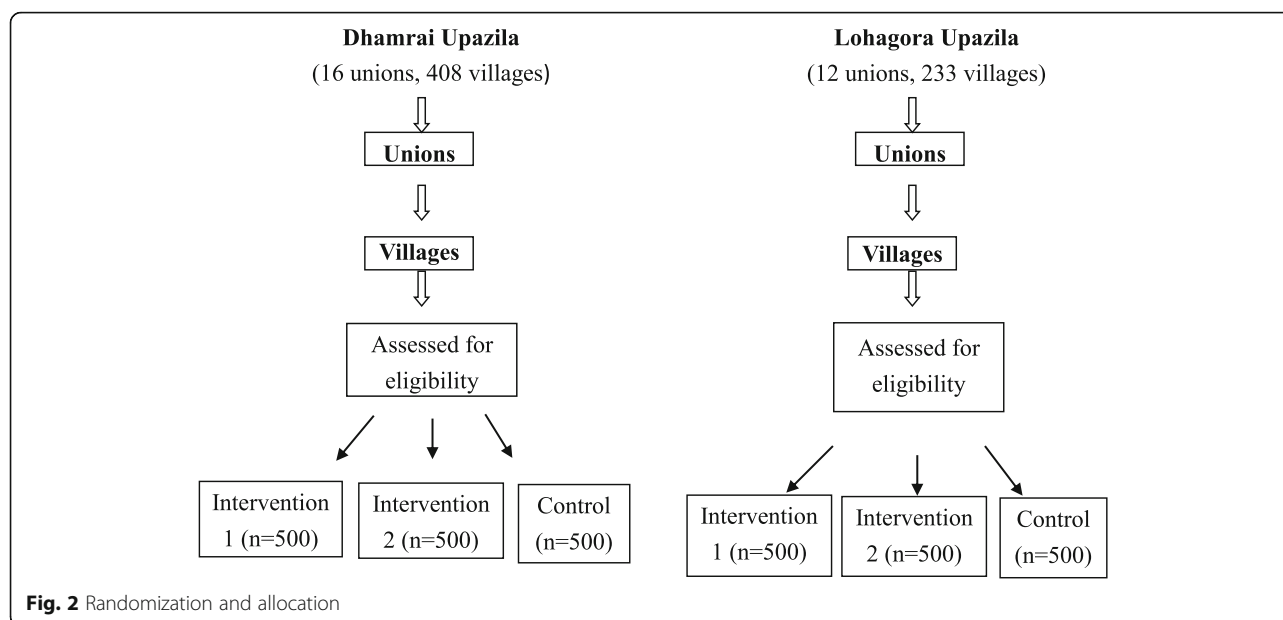 Dhamrai Upazila
(16 unions, 408 villages)
Unions
Villages
Assessed for
eligibility
Intervention
1 (n=500)
Intervention
2 (n=500)
Control
(n=500)
Lohagora Upazila
(12 unions, 233 villages)
Unions
Villages
Assessed for
eligibility
Intervention
1 (n=500)
Intervention
2 (n=500)
Control
(n=500)
Fig. 2 Randomization and allocation